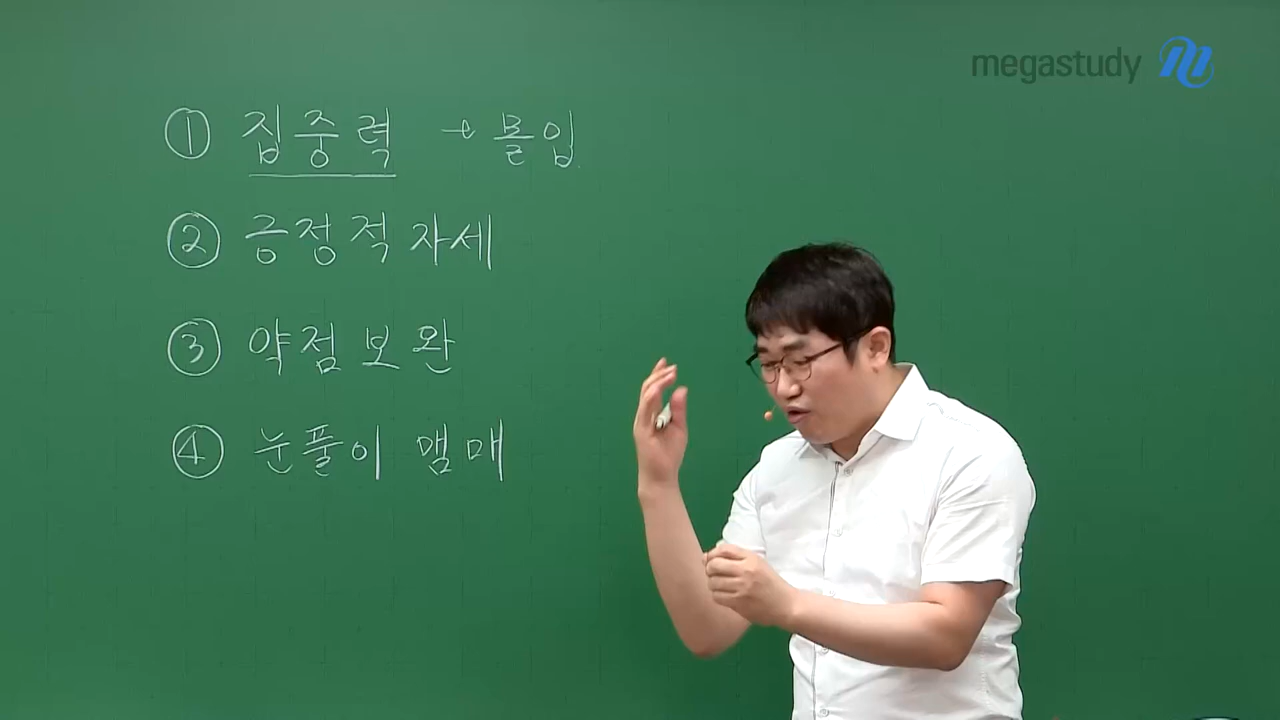 megastudy
① 집중력 → 몰입
② 긍정적 자세
③ 약점 보완
④ 눈풀이 맴매